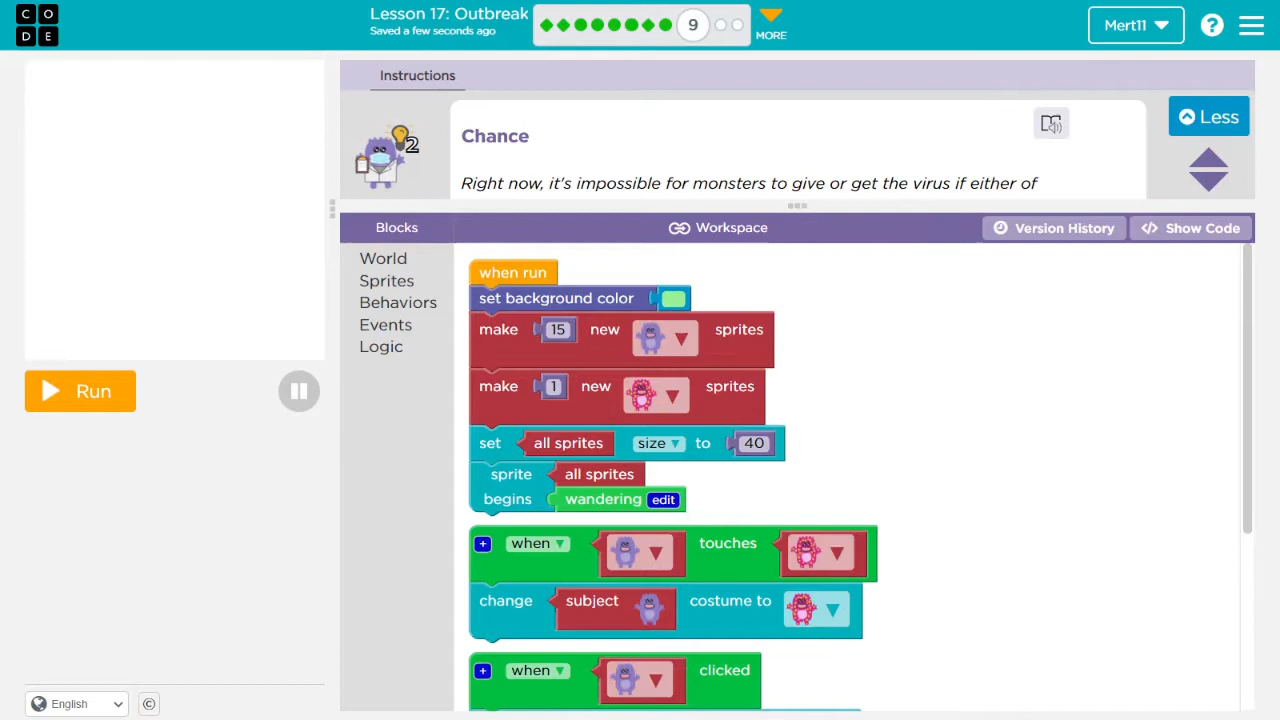 CODE
Lesson 17: Outbreak
Saved a few seconds ago
9
MORE
Mert11
?
Instructions
2
Chance
Less
Right now, it's impossible for monsters to give or get the virus if either of
Blocks
Workspace
Version History
</> Show Code
World
Sprites
Behaviors
Events
Logic
when run
set background color
make 15 new sprites
make 1 new sprites
set all sprites size to 40
sprite all sprites
begins wandering edit
+ when touches
change subject costume to
+ when clicked
Run
English
©